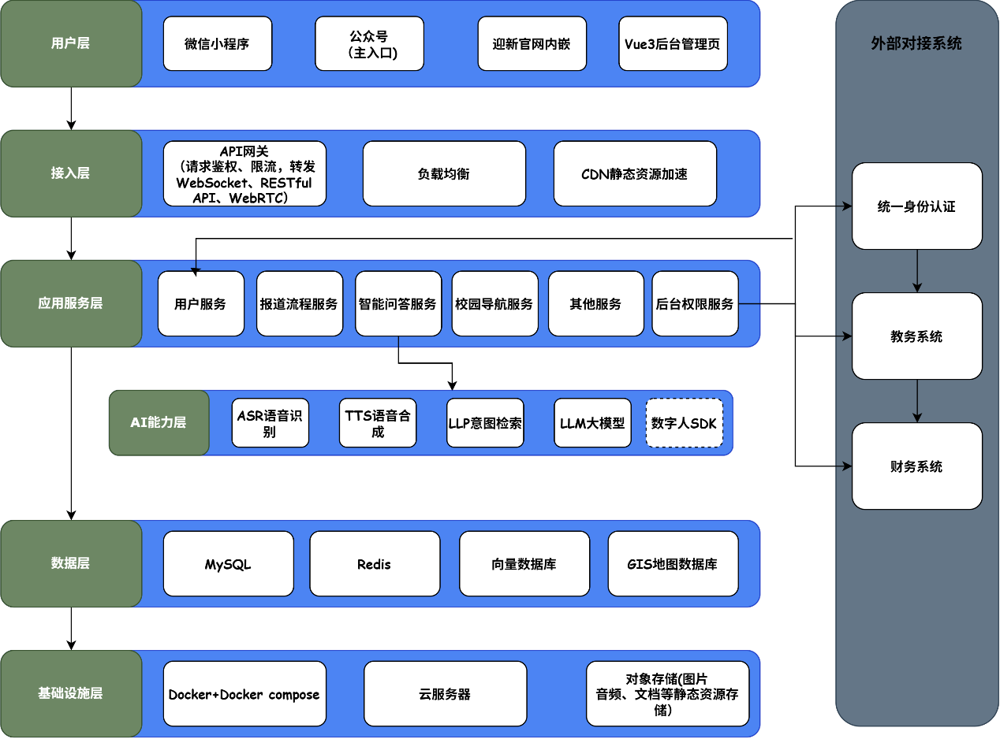 用户层
微信小程序
公众号
（主入口)
迎新官网内嵌
Vue3后台管理页
外部对接系统
接入层
API网关
（请求鉴权、限流，转发
WebSocket、RESTful
API、WebRTC）
负载均衡
CDN静态资源加速
统一身份认证
应用服务层
用户服务
报道流程服务
智能问答服务
校园导航服务
其他服务
后台权限服务
教务系统
AI能力层
ASR语音识
别
TTS语音合
成
LLP意图检索
LLM大模型
数字人SDK
财务系统
数据层
MySQL
Redis
向量数据库
GIS地图数据库
基础设施层
Docker+Docker compose
云服务器
对象存储(图片
音频、文档等静态资源存
储）